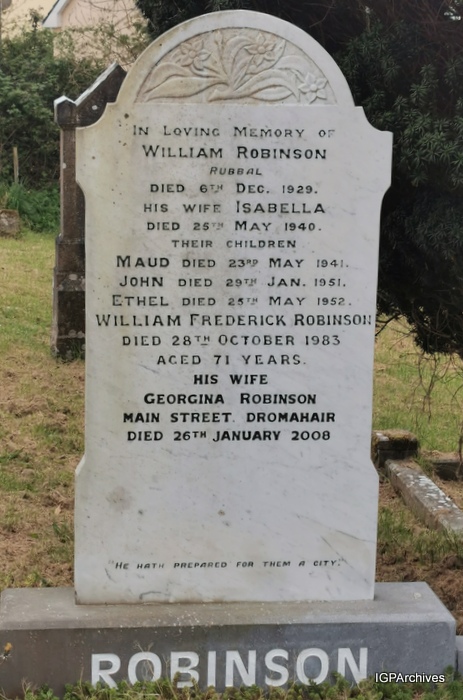 IN LOVING MEMORY OF
WILLIAM ROBINSON
RUBBAL
DIED 6TH DEC. 1929.
HIS WIFE ISABELLA
DIED 25TH MAY 1940.
THEIR CHILDREN
MAUD DIED 23RD MAY 1941.
JOHN DIED 29TH JAN. 1951.
ETHEL DIED 25TH MAY 1952.
WILLIAM FREDERICK ROBINSON
DIED 28TH OCTOBER 1983
AGED 71 YEARS.
HIS WIFE
GEORGINA ROBINSON
MAIN STREET. DROMAHAIR
DIED 26TH JANUARY 2008
"HE HATH PREPARED FOR THEM A CITY."
ROBINSON
IGPArchives